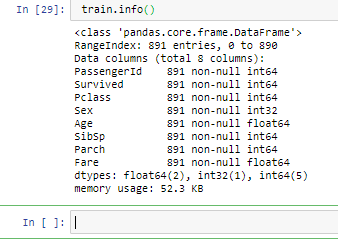 In [29]: train.info()
<class 'pandas.core.frame.DataFrame'>
RangeIndex: 891 entries, 0 to 890
Data columns (total 8 columns):
PassengerId    891 non-null int64
Survived       891 non-null int64
Pclass         891 non-null int64
Sex            891 non-null int32
Age            891 non-null float64
SibSp          891 non-null int64
Parch          891 non-null int64
Fare           891 non-null float64
dtypes: float64(2), int32(1), int64(5)
memory usage: 52.3 KB
In [ ]: